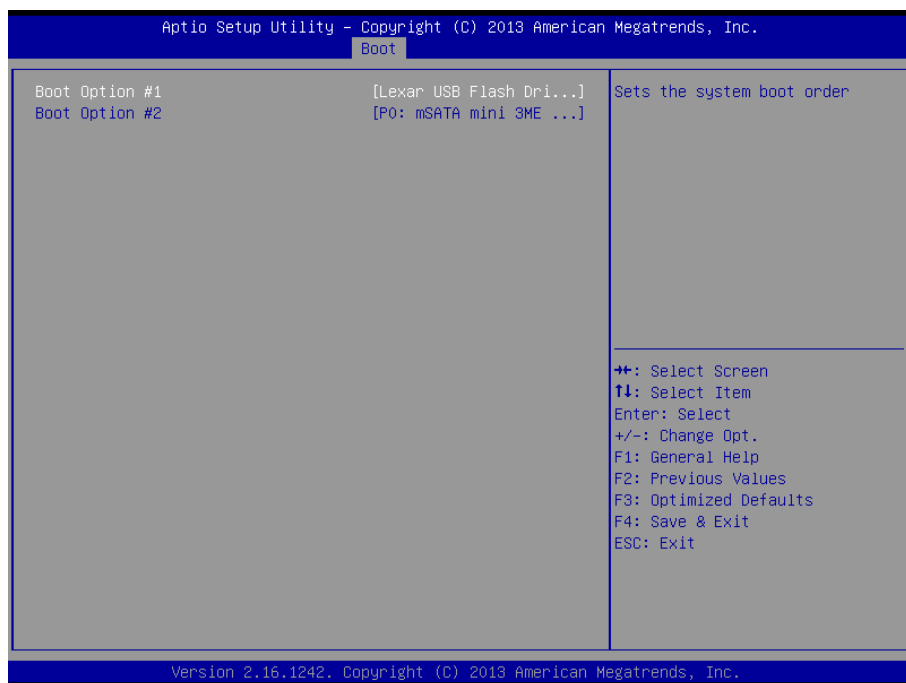 Aptio Setup Utility – Copyright (C) 2013 American Megatrends, Inc.
Boot
Boot Option #1 [Lexar USB Flash Dri...]
Boot Option #2 [P0: mSATA mini 3ME ...]
Sets the system boot order
→←: Select Screen
↑↓: Select Item
Enter: Select
+/-: Change Opt.
F1: General Help
F2: Previous Values
F3: Optimized Defaults
F4: Save & Exit
ESC: Exit
Version 2.16.1242. Copyright (C) 2013 American Megatrends, Inc.